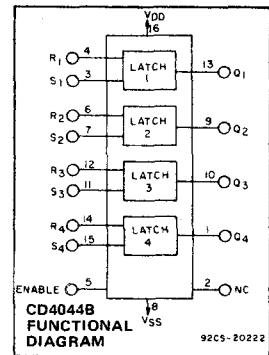 VDD
16
R1 4
S1 3
LATCH
1
13 Q1
R2 6
S2 7
LATCH
2
9 Q2
R3 12
S3 11
LATCH
3
10 Q3
R4 14
S4 15
LATCH
4
1 Q4
ENABLE 5
2 NC
8
VSS
CD4044B
FUNCTIONAL
DIAGRAM
92CS-20222